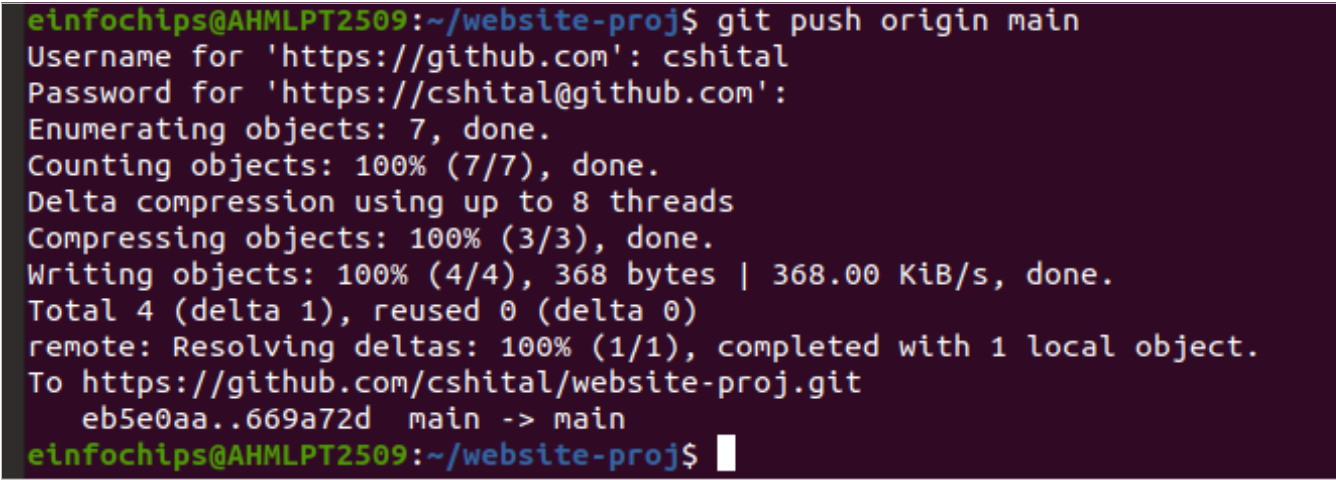 einfochips@AHMLPT2509:~/website-proj$ git push origin main
Username for 'https://github.com': cshital
Password for 'https://cshital@github.com':
Enumerating objects: 7, done.
Counting objects: 100% (7/7), done.
Delta compression using up to 8 threads
Compressing objects: 100% (3/3), done.
Writing objects: 100% (4/4), 368 bytes | 368.00 KiB/s, done.
Total 4 (delta 1), reused 0 (delta 0)
remote: Resolving deltas: 100% (1/1), completed with 1 local object.
To https://github.com/cshital/website-proj.git
   eb5e0aa..669a72d  main -> main
einfochips@AHMLPT2509:~/website-proj$